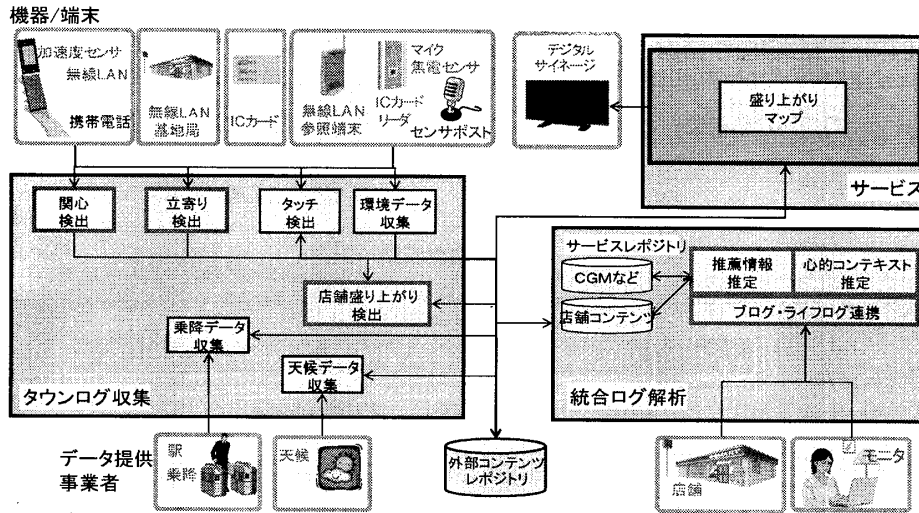 機器/端末
加速度センサ
無線LAN
携帯電話
無線LAN
基地局
ICカード
無線LAN
参照端末
マイク
焦電センサ
ICカード
リーダ
センサポスト
デジタル
サイネージ
盛り上がり
マップ
サービス
関心
検出
立寄り
検出
タッチ
検出
環境データ
収集
店舗盛り上がり
検出
乗降データ
収集
天候データ
収集
タウンログ収集
サービスレポジトリ
CGMなど
店舗コンテンツ
推薦情報
推定
心的コンテキスト
推定
ブログ・ライフログ連携
統合ログ解析
データ提供
事業者
駅
乗降
天候
外部コンテンツ
レポジトリ
店舗
モニタ